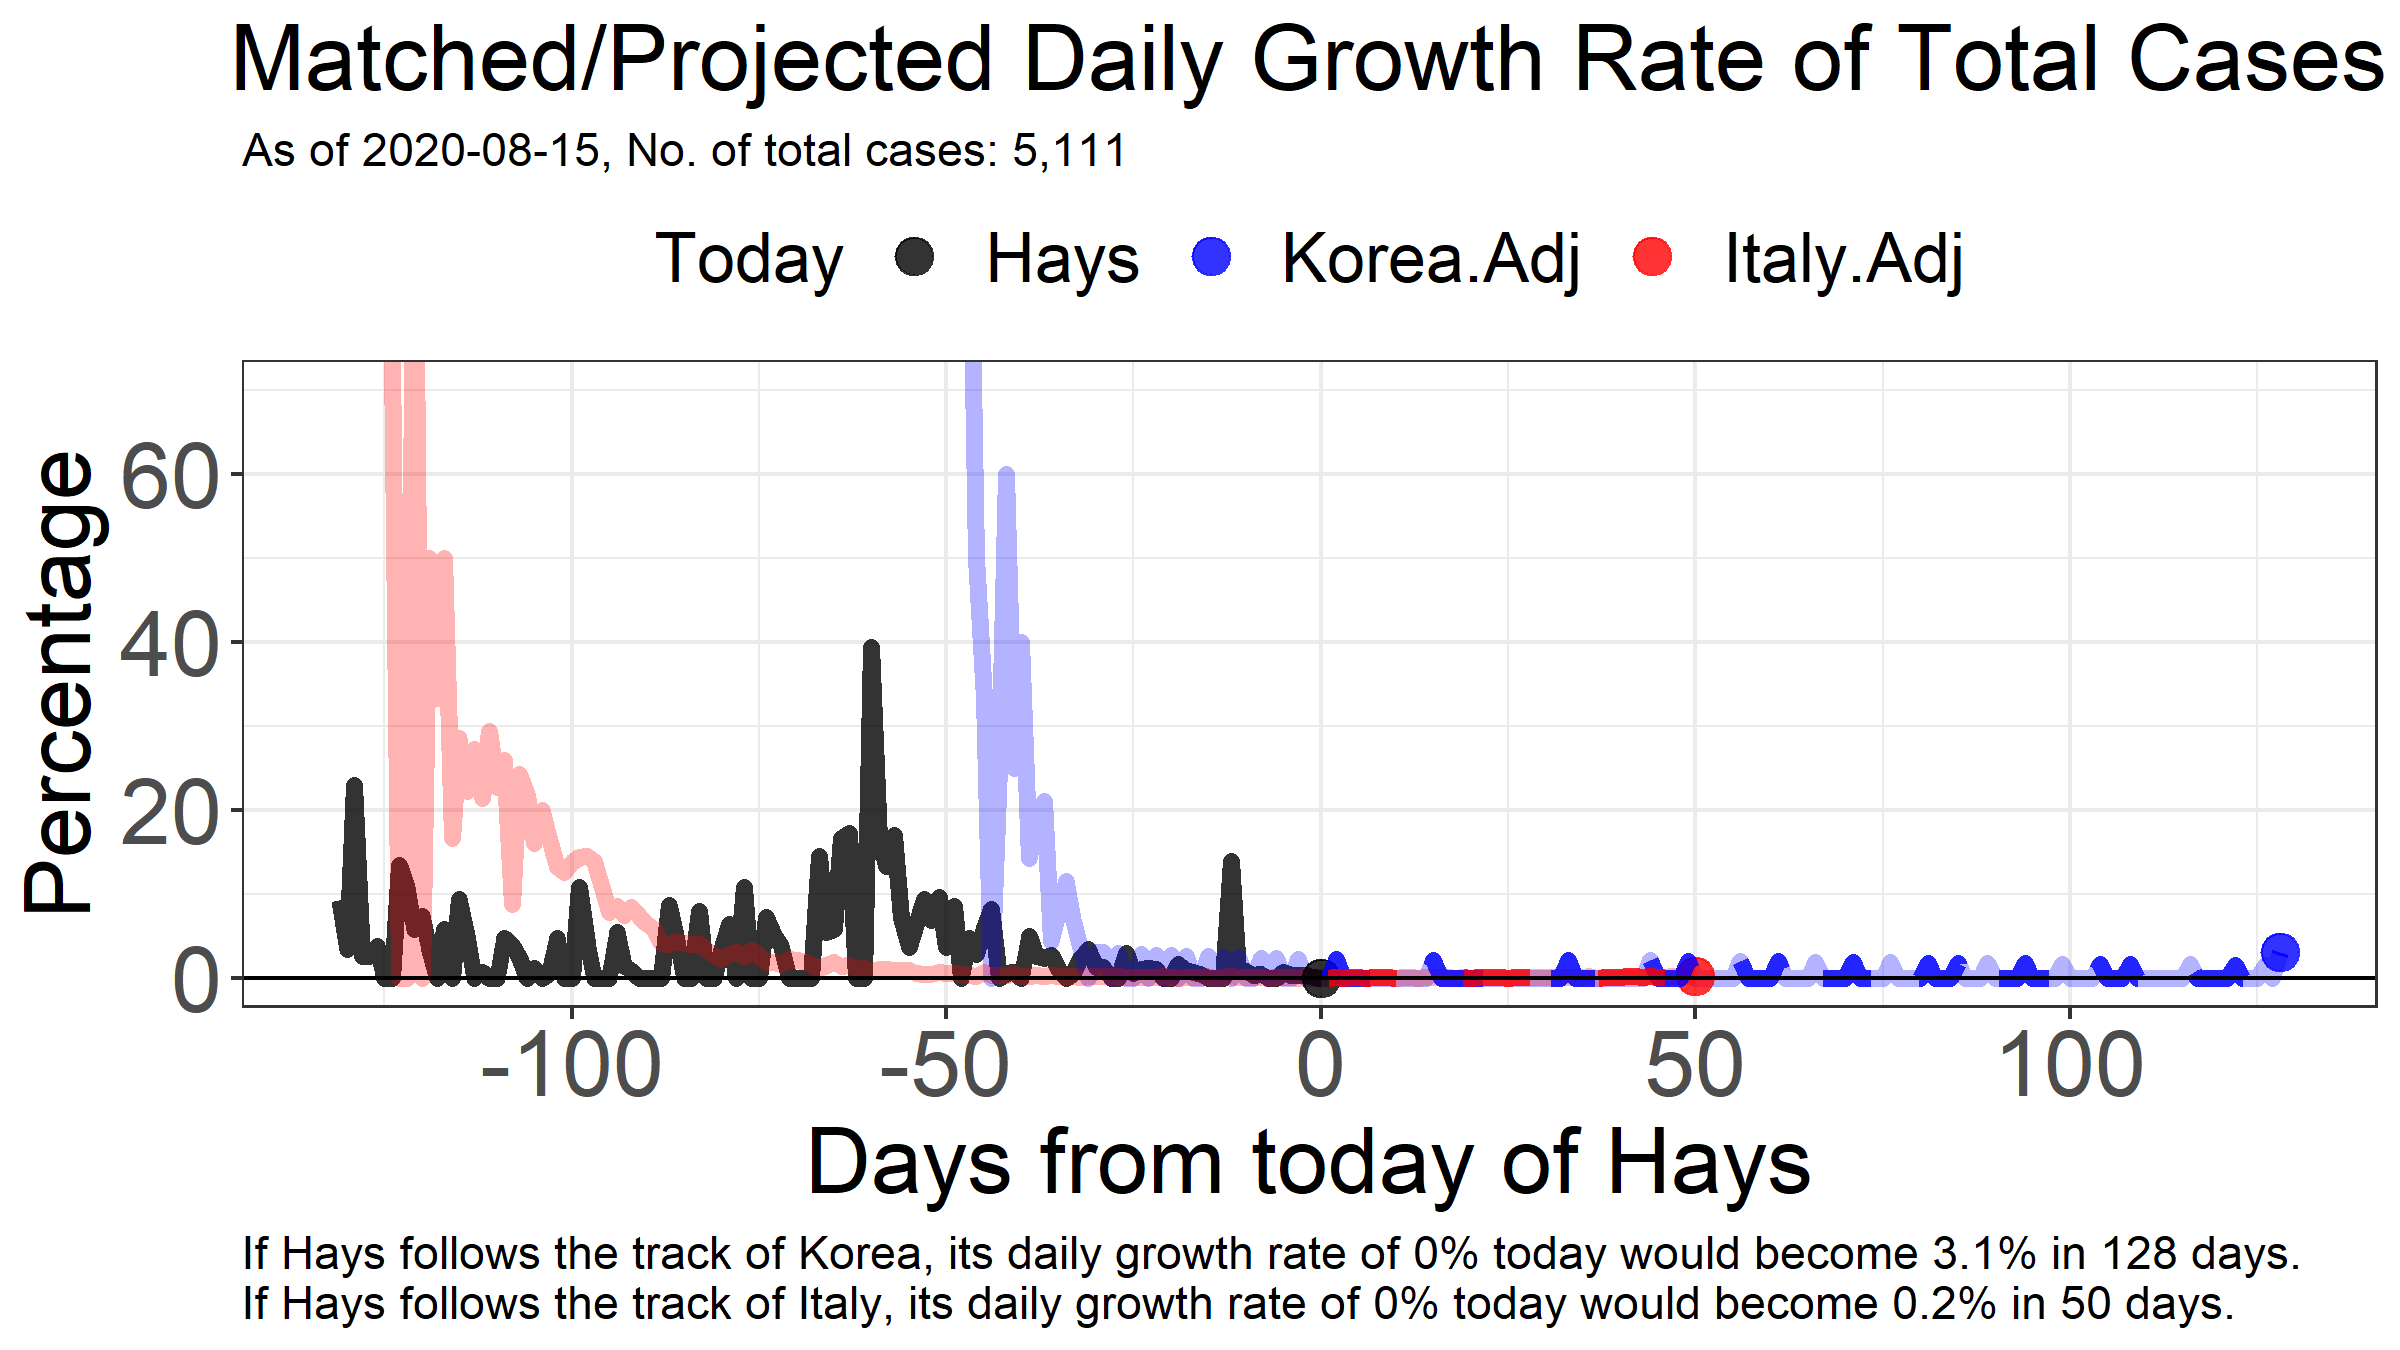 Matched/Projected Daily Growth Rate of Total Cases
As of 2020-08-15, No. of total cases: 5,111
Today Hays Korea.Adj Italy.Adj
Percentage
60
40
20
0
-100 -50 0 50 100
Days from today of Hays
If Hays follows the track of Korea, its daily growth rate of 0% today would become 3.1% in 128 days.
If Hays follows the track of Italy, its daily growth rate of 0% today would become 0.2% in 50 days.